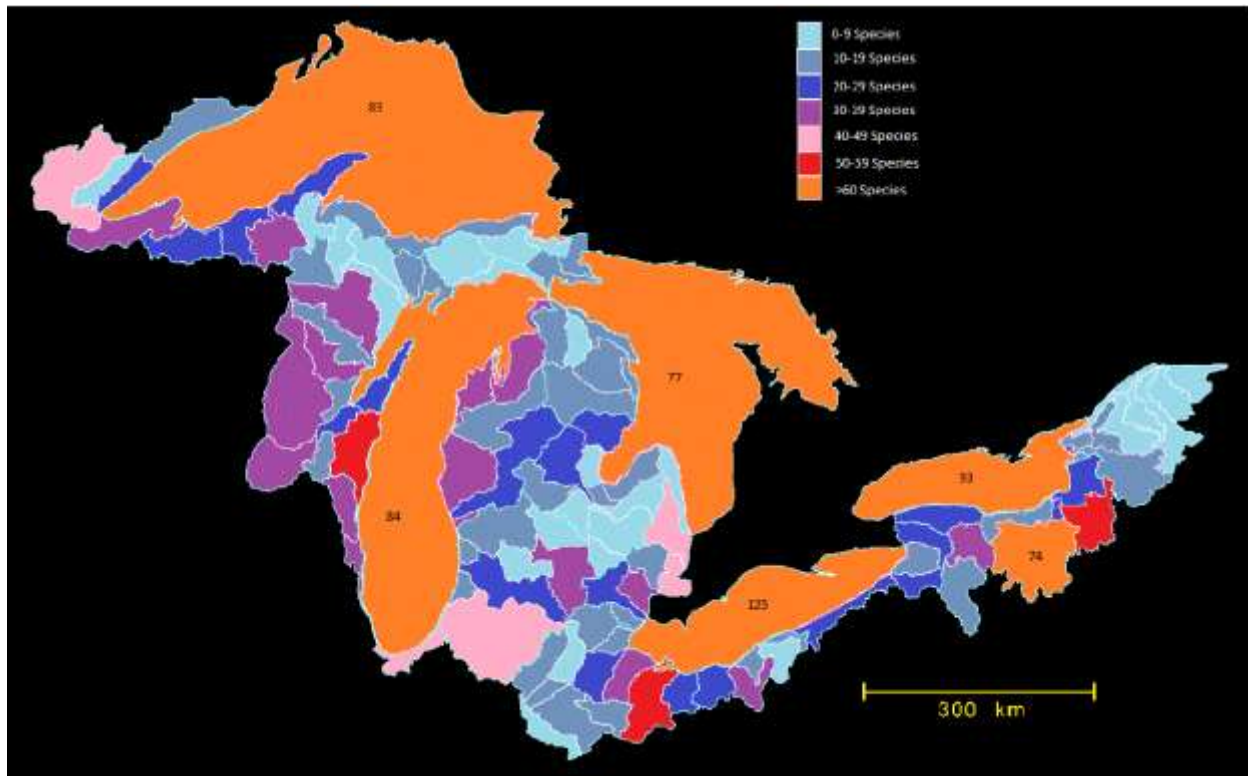 0-9 Species
10-19 Species
20-29 Species
30-39 Species
40-49 Species
50-59 Species
>60 Species
83
77
84
93
74
125
300 km